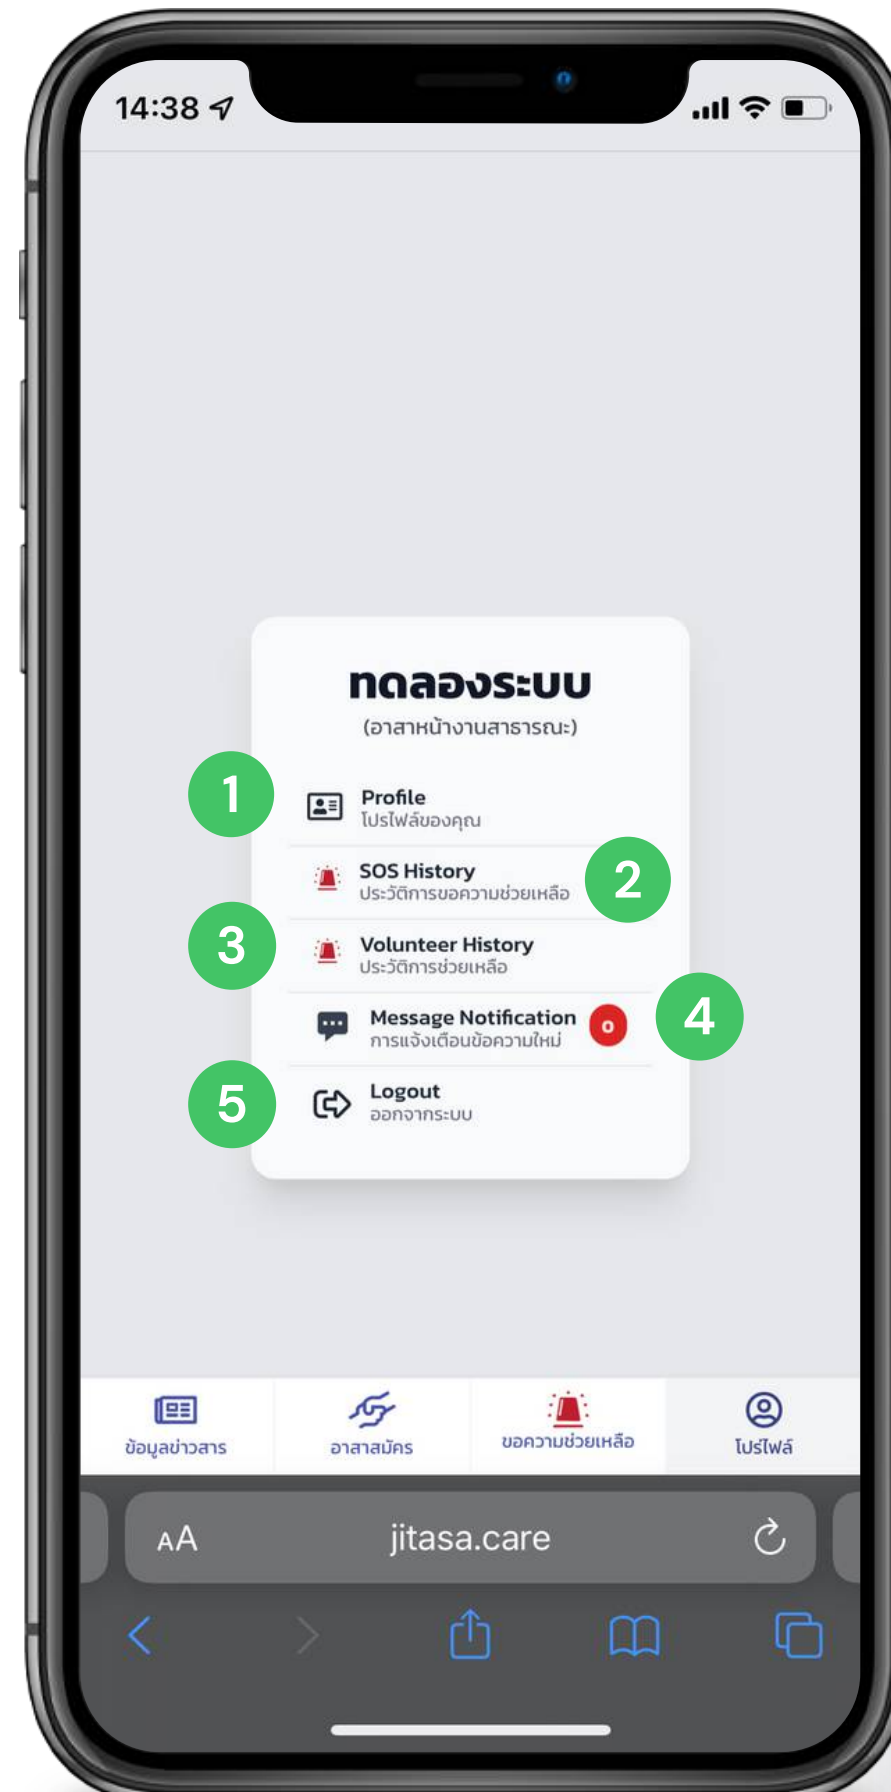 14:38
ทดลองระบบ
(อาสาหน้างานสาธารณะ)
1
Profile
โปรไฟล์ของคุณ
SOS History
ประวัติการขอความช่วยเหลือ
2
3
Volunteer History
ประวัติการช่วยเหลือ
Message Notification
การแจ้งเตือนข้อความใหม่
0
4
5
Logout
ออกจากระบบ
ข้อมูลข่าวสาร
อาสาสมัคร
ขอความช่วยเหลือ
โปรไฟล์
AA
jitasa.care